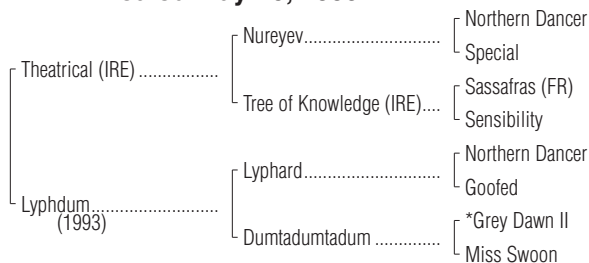 Northern Dancer
Nureyev
Special
Theatrical (IRE)
Sassafras (FR)
Tree of Knowledge (IRE)
Sensibility
Northern Dancer
Lyphard
Goofed
Lyphdum
(1993)
*Grey Dawn II
Dumtadumtadum
Miss Swoon